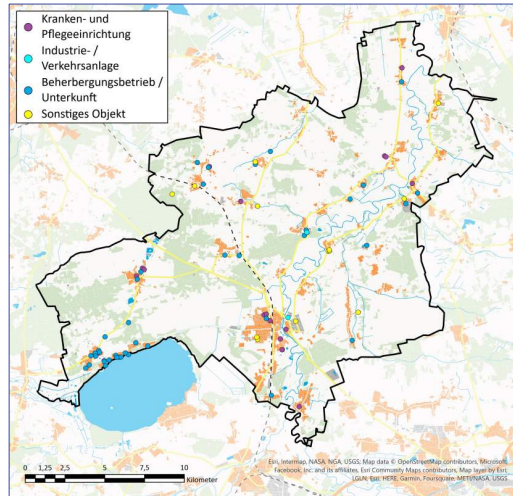 Kranken- und
Pflegeeinrichtung
Industrie- /
Verkehrsanlage
Beherbergungsbetrieb /
Unterkunft
Sonstiges Objekt
0 1,25 2,5 5 7,5 10
Kilometer
Esri, Intermap, NASA, NGA, USGS, Map data © OpenStreetMap contributors, Microsoft,
Facebook, Inc. and its affiliates, Esri Community Maps contributors, Map layer by Esri;
LGLN, Esri, HERE, Garmin, Foursquare, METI/NASA, USGS